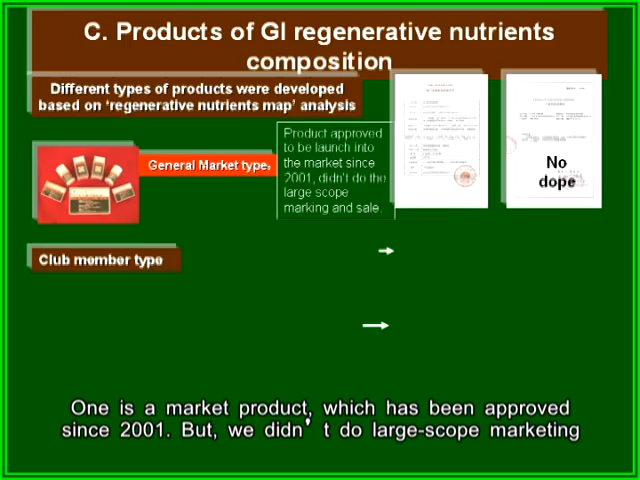 C. Products of GI regenerative nutrients
composition
Different types of products were developed
based on ‘regenerative nutrients map’ analysis
General Market type:
Product approved
to be launch into
the market since
2001, didn't do the
large scope
marking and sale.
No
dope
Club member type
One is a market product, which has been approved
since 2001. But, we didn't do large-scope marketing